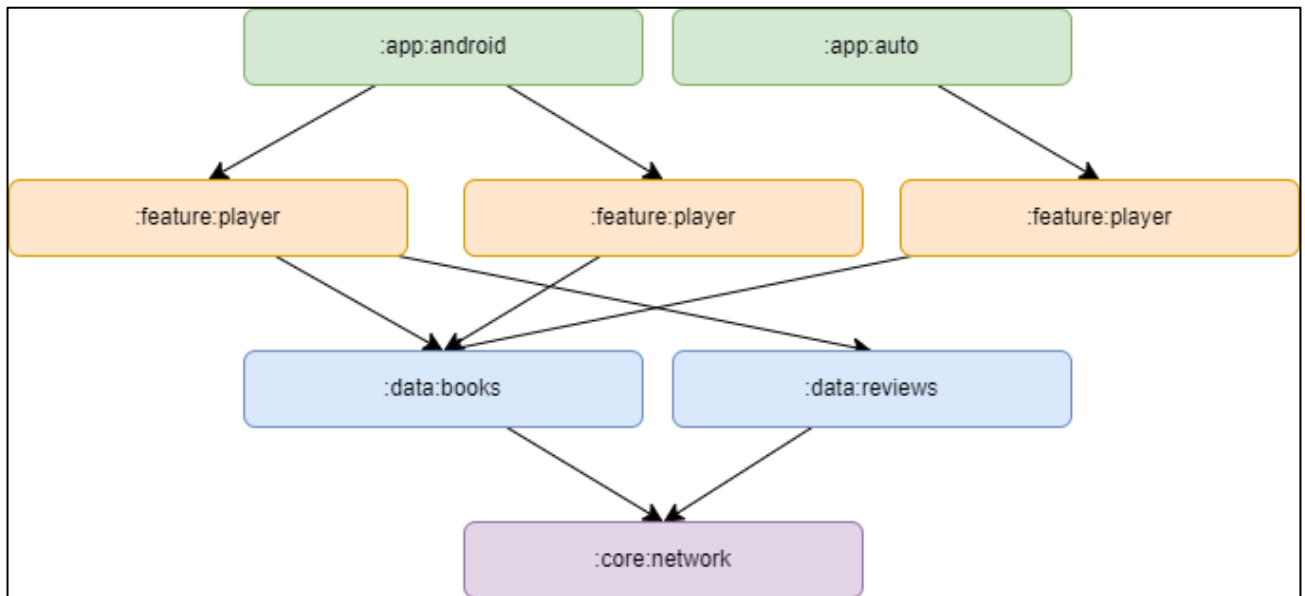 :app:android
:app:auto
:feature:player
:feature:player
:feature:player
:data:books
:data:reviews
:core:network